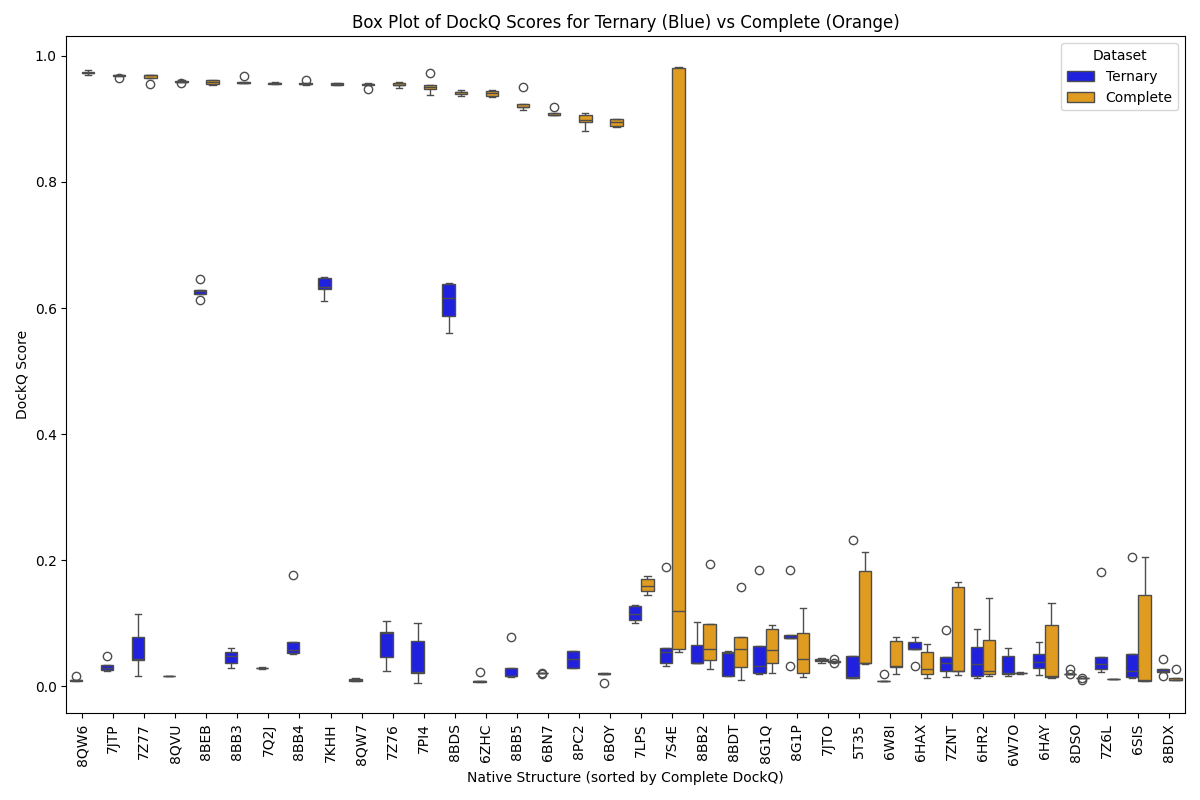 Box Plot of DockQ Scores for Ternary (Blue) vs Complete (Orange)
Dataset
Ternary
Complete
DockQ Score
1.0
0.8
0.6
0.4
0.2
0.0
8QW6
7JTP
7Z77
8QVU
8BEB
8BB3
7Q2J
8BB4
7KHH
8QW7
7Z76
7PI4
8BDS
6ZHC
8BB5
6BN7
8PC2
6BOY
7LPS
7S4E
8BB2
8BDT
8G1Q
8G1P
7JTO
5T35
6W8I
6HAX
7ZNT
6HR2
6W7O
6HAY
8DSO
7Z6L
6SIS
8BDX
Native Structure (sorted by Complete DockQ)